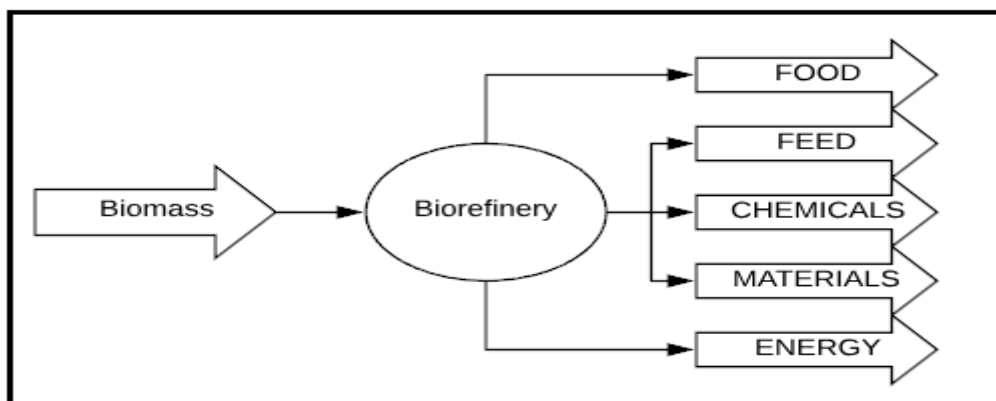 Biomass
Biorefinery
FOOD
FEED
CHEMICALS
MATERIALS
ENERGY